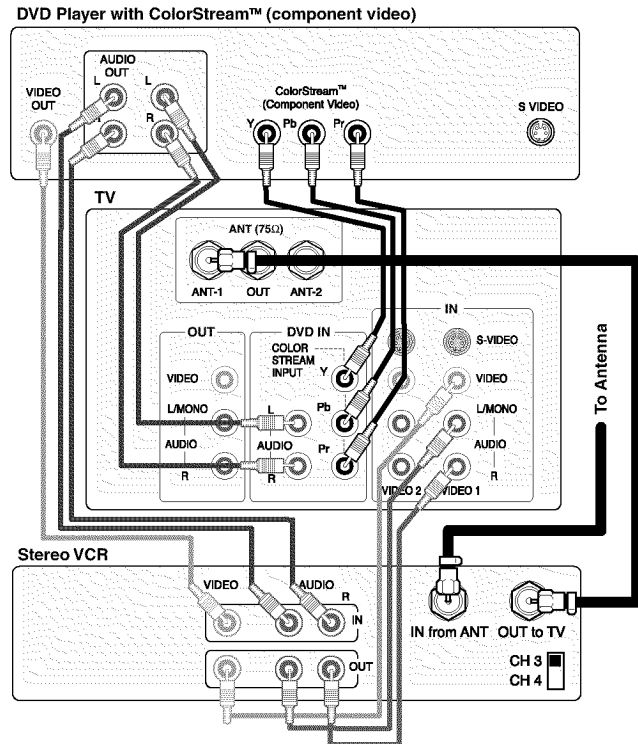 DVD Player with ColorStream™ (component video)
AUDIO
OUT
VIDEO
OUT
L
L
R
R
ColorStream™
(Component Video)
Y
Pb
Pr
S VIDEO
TV
ANT (75Ω)
ANT-1
OUT
ANT-2
OUT
DVD IN
IN
COLOR
STREAM
INPUT
Y
S-VIDEO
VIDEO
VIDEO
Pb
L/MONO
L
L/MONO
AUDIO
AUDIO
AUDIO
Pr
R
R
R
VIDEO 2
VIDEO 1
To Antenna
Stereo VCR
VIDEO
AUDIO
R
IN
OUT
IN from ANT
OUT to TV
CH 3
CH 4